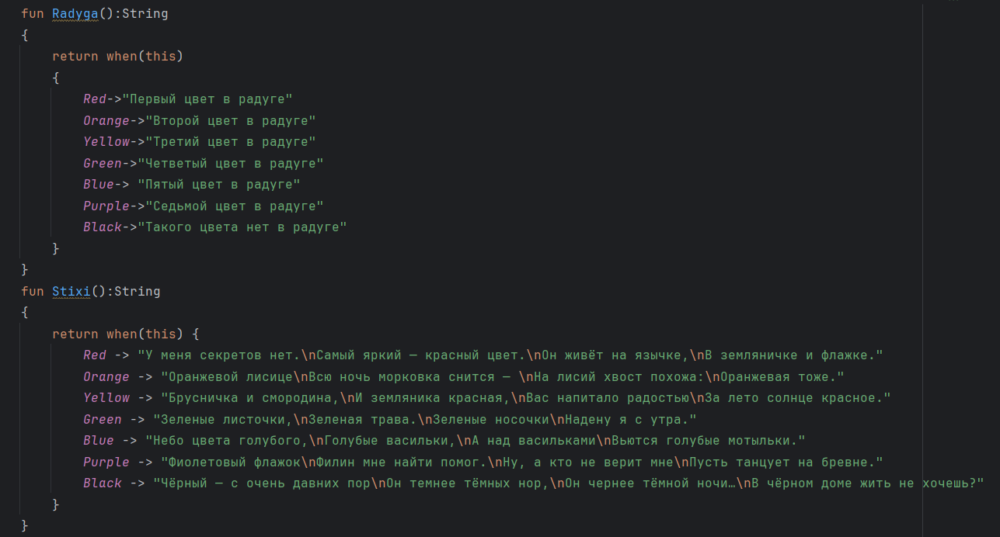 fun Radyga():String
{
    return when(this)
    {
        Red->"Первый цвет в радуге"
        Orange->"Второй цвет в радуге"
        Yellow->"Третий цвет в радуге"
        Green->"Четветый цвет в радуге"
        Blue-> "Пятый цвет в радуге"
        Purple->"Седьмой цвет в радуге"
        Black->"Такого цвета нет в радуге"
    }
}
fun Stixi():String
{
    return when(this) {
        Red -> "У меня секретов нет.\nСамый яркий — красный цвет.\nОн живёт на язычке,\nВ земляничке и флажке."
        Orange -> "Оранжевой лисице\nВсю ночь морковка снится — \nНа лисий хвост похожа:\nОранжевая тоже."
        Yellow -> "Брусничка и смородина,\nИ земляника красная,\nВас напитало радостью\nЗа лето солнце красное."
        Green -> "Зеленые листочки,\nЗеленая трава.\nЗеленые носочки\nНадену я с утра."
        Blue -> "Небо цвета голубого,\nГолубые васильки,\nА над васильками\nВьются голубые мотыльки."
        Purple -> "Фиолетовый флажок\nФилин мне найти помог.\nНу, а кто не верит мне\nПусть танцует на бревне."
        Black -> "Чёрный — с очень давних пор\nОн темнее тёмных нор,\nОн чернее тёмной ночи…\nВ чёрном доме жить не хочешь?"
    }
}